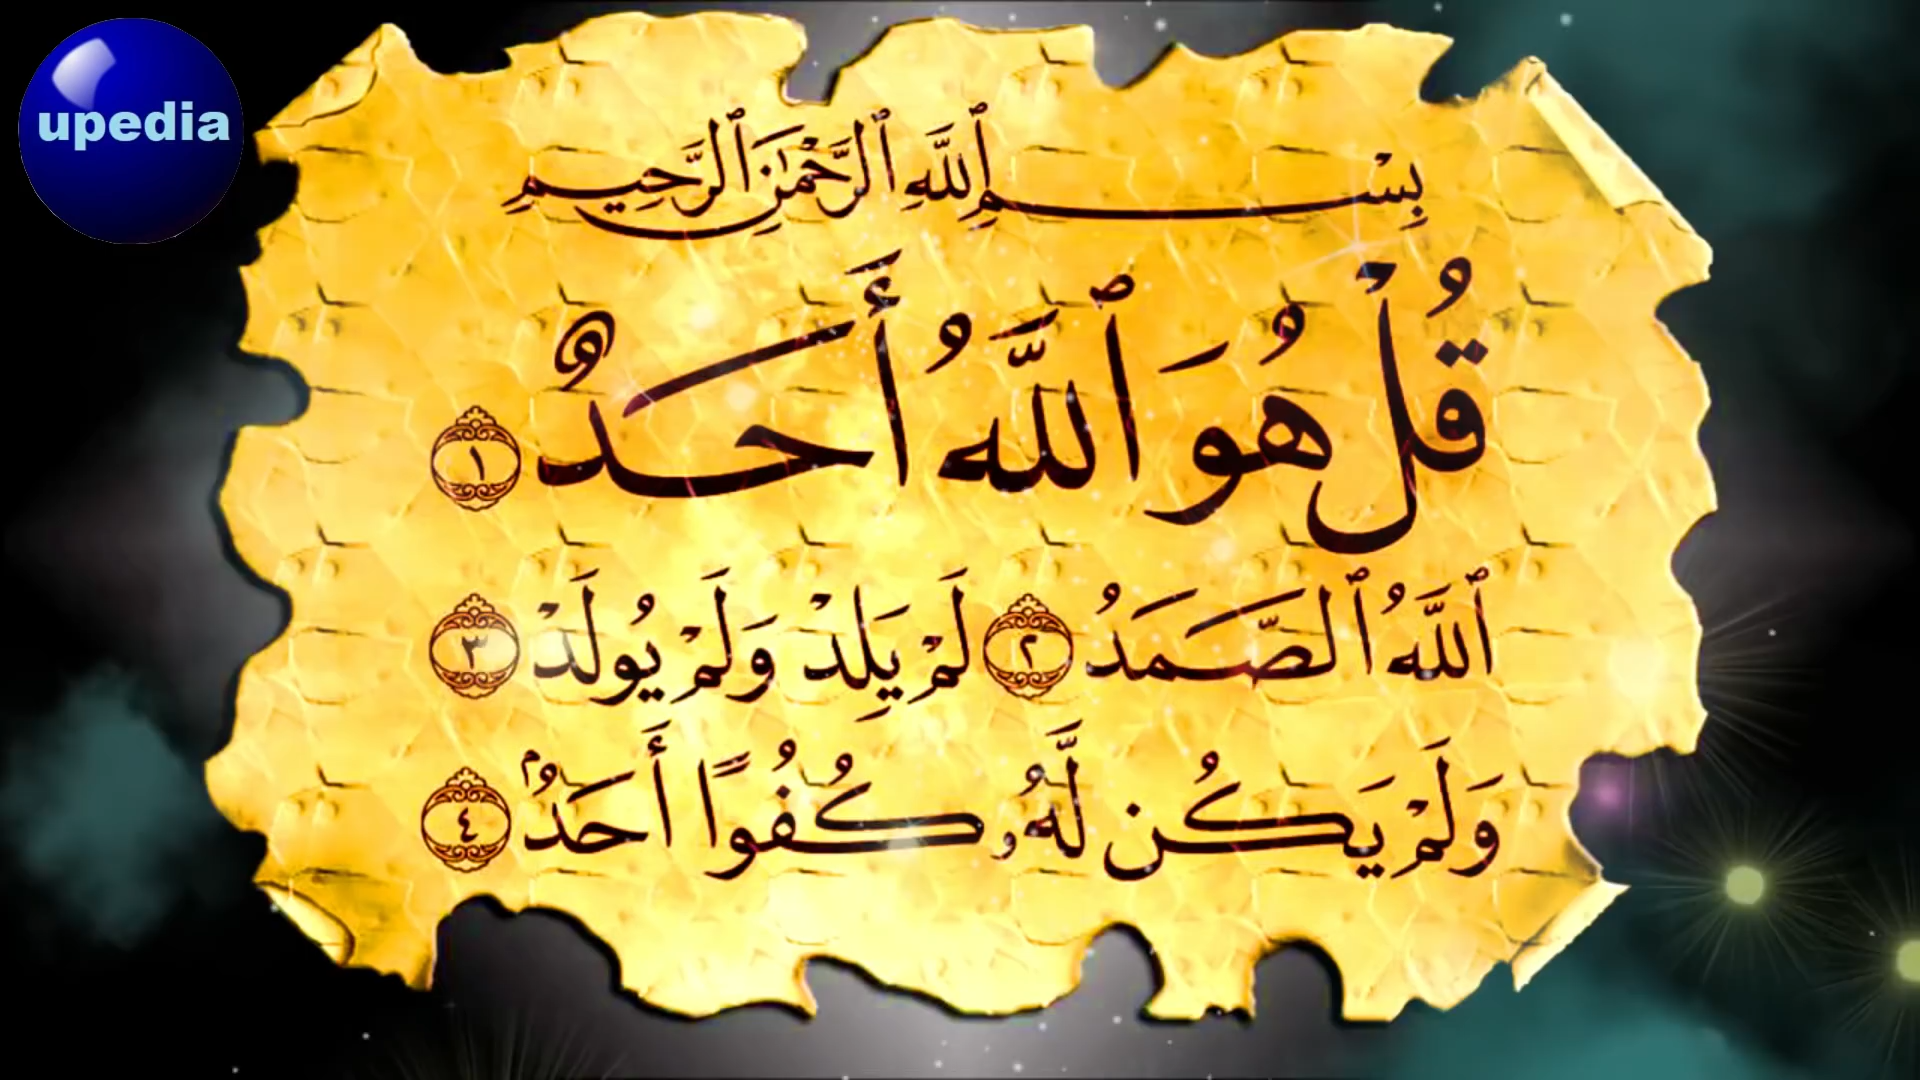 upedia
بِسْمِ ٱللَّهِ ٱلرَّحْمَٰنِ ٱلرَّحِيمِ
قُلْ هُوَ ٱللَّهُ أَحَدٌ ١
ٱللَّهُ ٱلصَّمَدُ ٢ لَمْ يَلِدْ وَلَمْ يُولَدْ ٣
وَلَمْ يَكُن لَّهُۥ كُفُوًا أَحَدٌۢ ٤